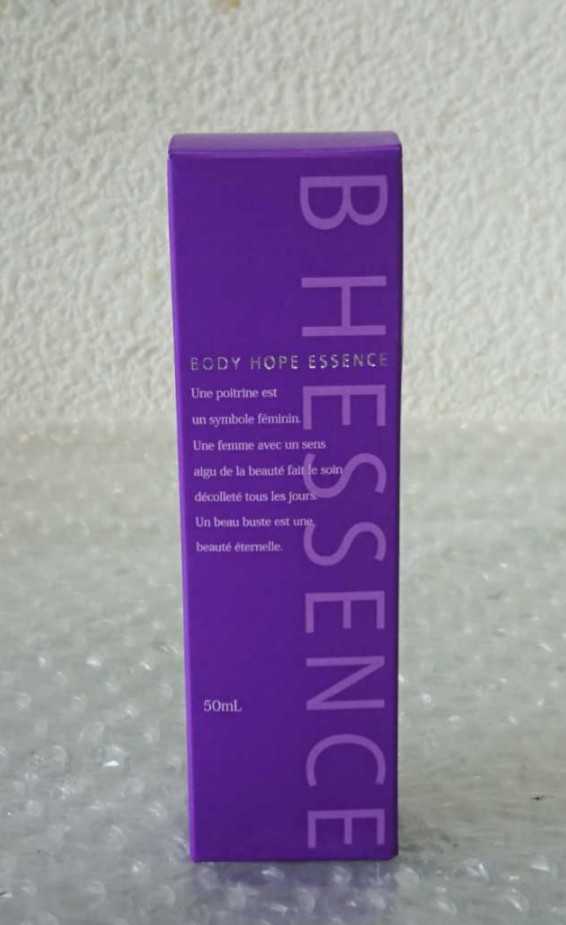 B HESSENCE
BODY HOPE ESSENCE
Une poitrine est
un symbole féminin.
Une femme avec un sens
aigu de la beauté fait le soin
décolleté tous les jours.
Un beau buste est une
beauté éternelle.
50mL